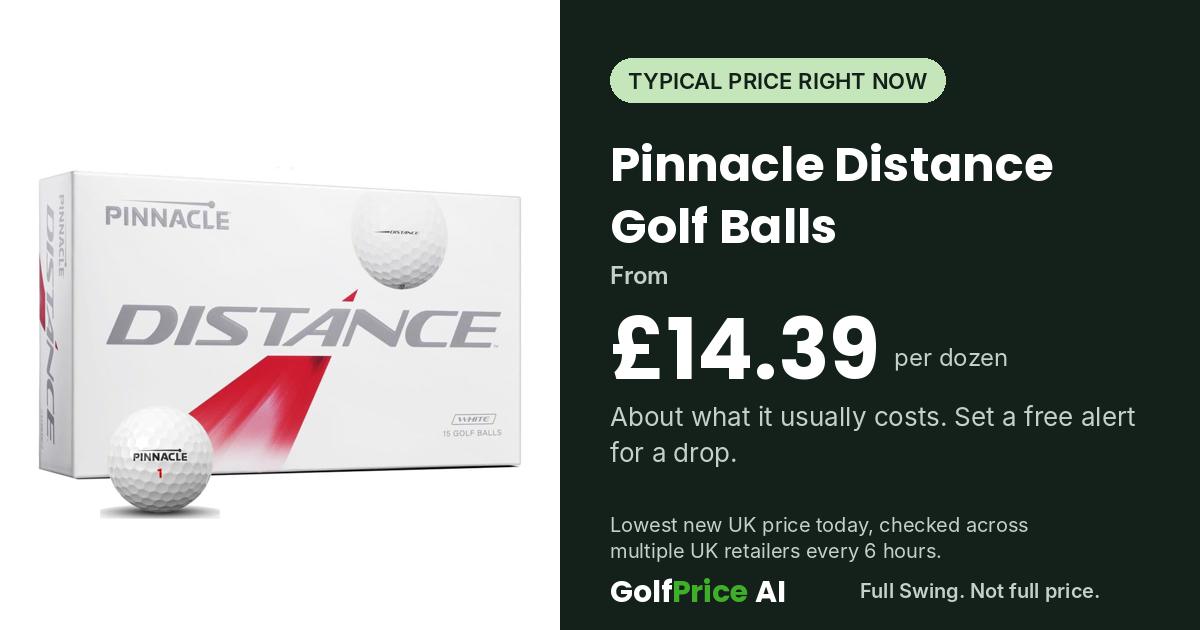 PINNACLE
DISTANCE
DISTANCE
WHITE
15 GOLF BALLS
PINNACLE
DISTANCE
PINNACLE
1
TYPICAL PRICE RIGHT NOW
Pinnacle Distance
Golf Balls
From
£14.39 per dozen
About what it usually costs. Set a free alert
for a drop.
Lowest new UK price today, checked across
multiple UK retailers every 6 hours.
GolfPrice AI
Full Swing. Not full price.